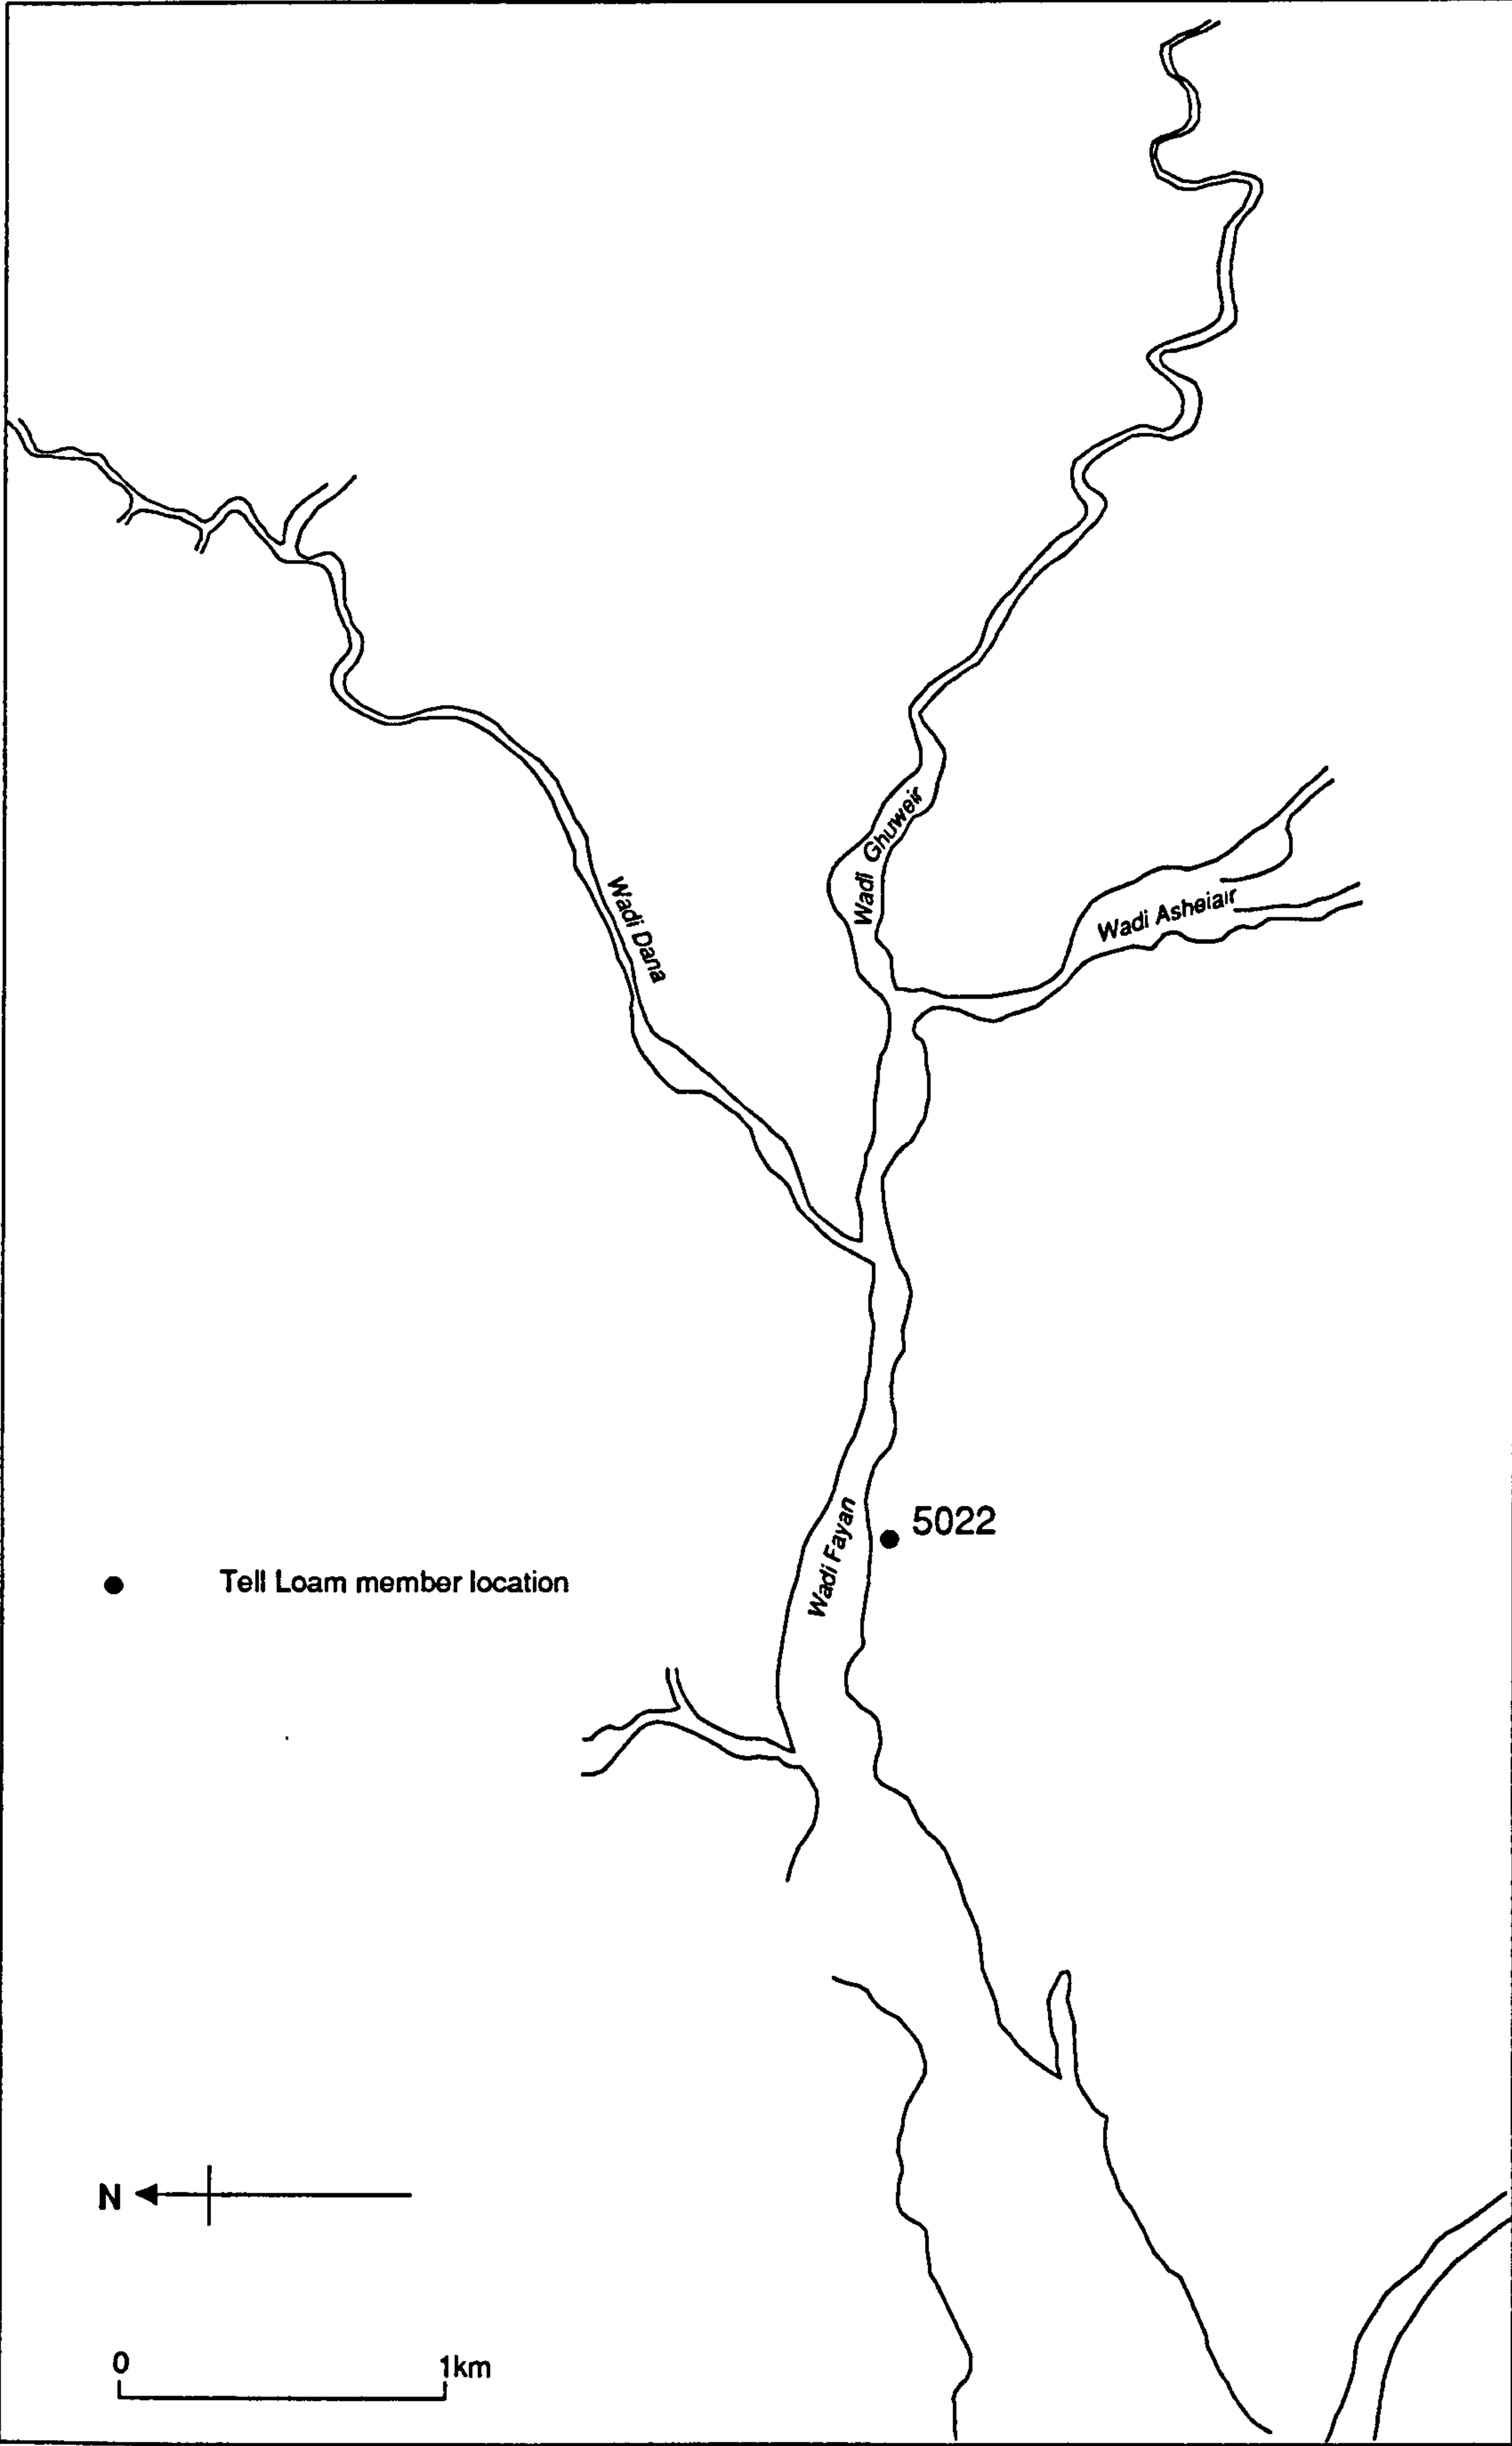 Wadi Ghuweir
Wadi Dana
Wadi Asheiair
5022
Wadi Fayan
Tell Loam member location
N
0 1km